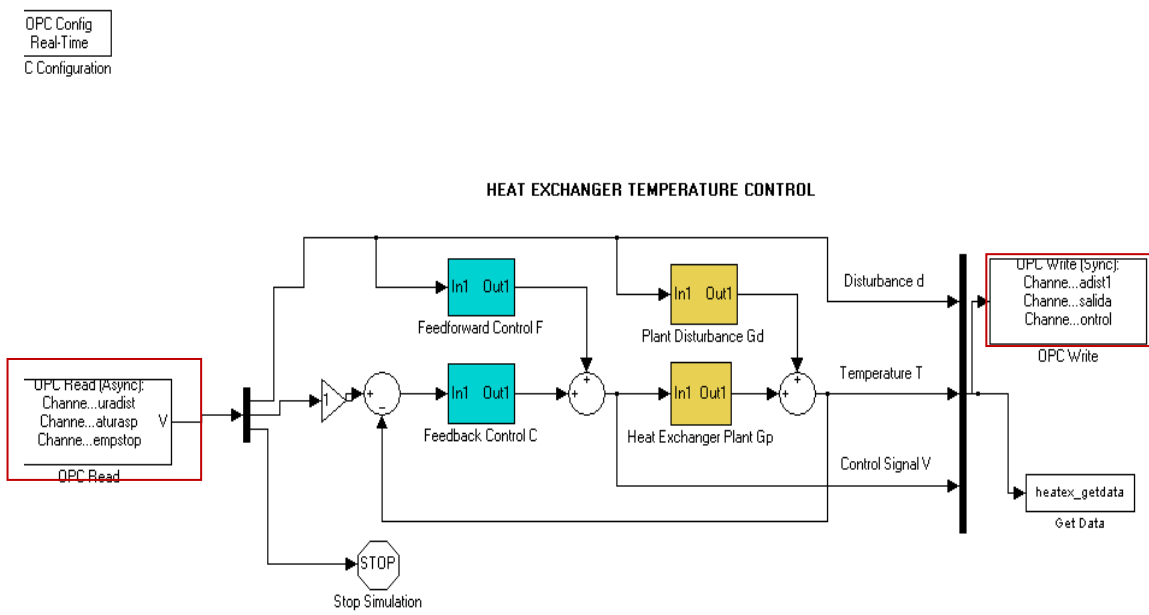 OPC Config
Real-Time
C Configuration
HEAT EXCHANGER TEMPERATURE CONTROL
In1 Out1
Feedforward Control F
In1 Out1
Plant Disturbance Gd
Disturbance d
OPC Write (Sync):
Channe...adist1
Channe...salida
Channe...ontrol
OPC Write
OPC Read (Async):
Channe...uradist
Channe...aturasp
Channe...empstop
V
OPC Read
1
+
−
In1 Out1
Feedback Control C
+
+
In1 Out1
Heat Exchanger Plant Gp
+
+
Temperature T
Control Signal V
heatex_getdata
Get Data
STOP
Stop Simulation